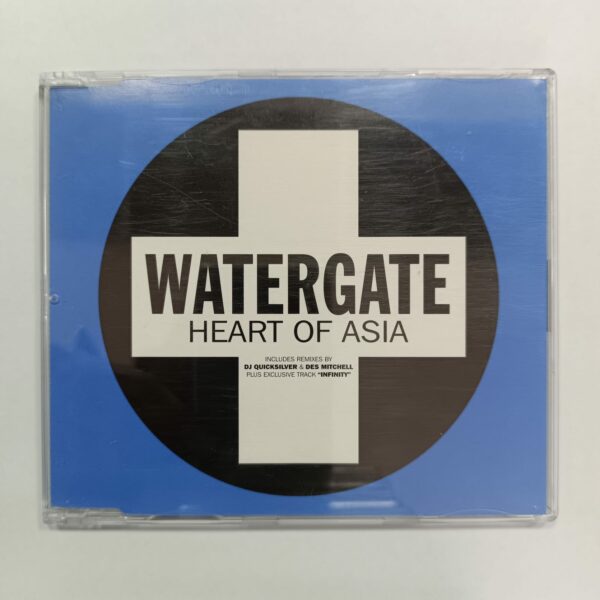 WATERGATE
HEART OF ASIA
INCLUDES REMIXES BY
DJ QUICKSILVER & DES MITCHELL
PLUS EXCLUSIVE TRACK "INFINITY"